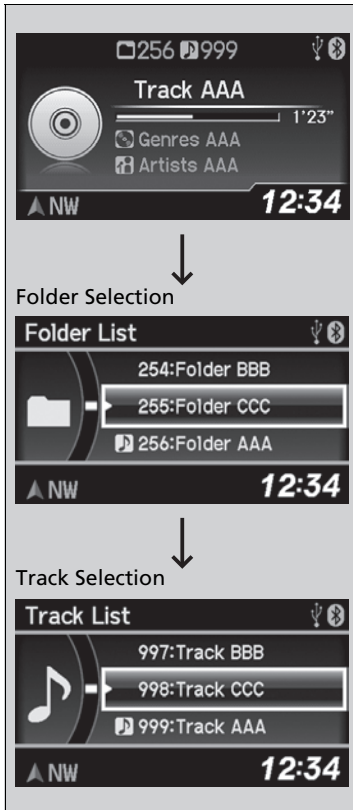 256 999
Track AAA
1'23"
Genres AAA
Artists AAA
NW 12:34
Folder Selection
Folder List
254:Folder BBB
255:Folder CCC
256:Folder AAA
NW 12:34
Track Selection
Track List
997:Track BBB
998:Track CCC
999:Track AAA
NW 12:34